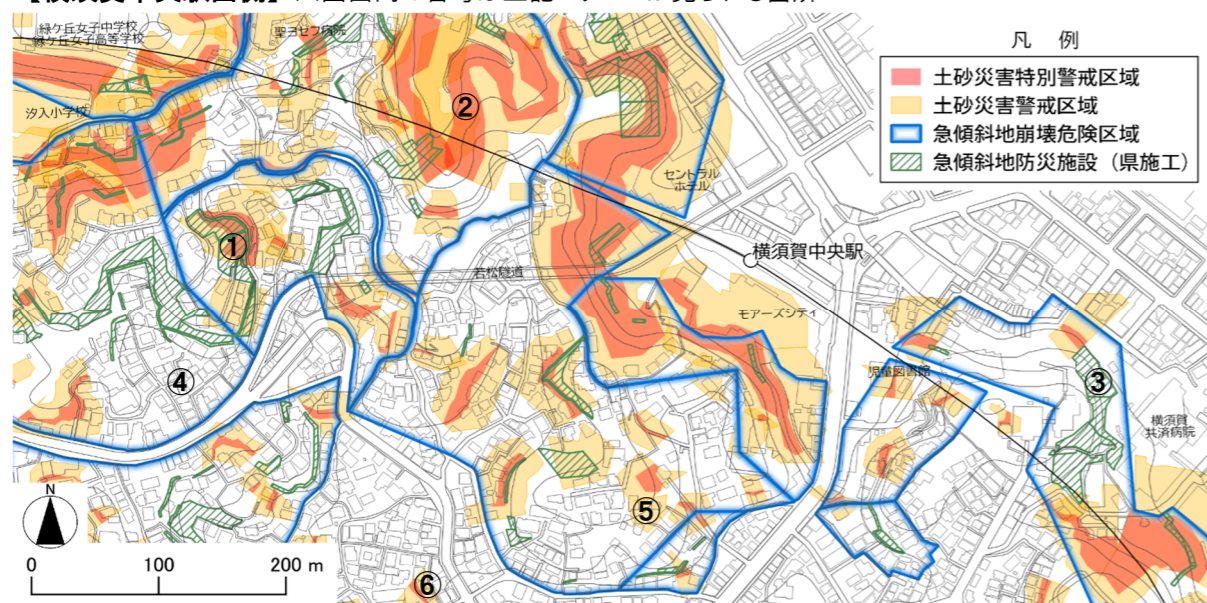 緑ケ丘女子中学校
緑ケ丘女子高等学校
聖ヨゼフ病院
汐入小学校
②
凡 例
土砂災害特別警戒区域
土砂災害警戒区域
急傾斜地崩壊危険区域
急傾斜地防災施設（県施工）
セントラル
ホテル
①
横須賀中央駅
若松隧道
モアーズシティ
④
児童図書館
③
横須賀
共済病院
⑤
⑥
N
0 100 200 m